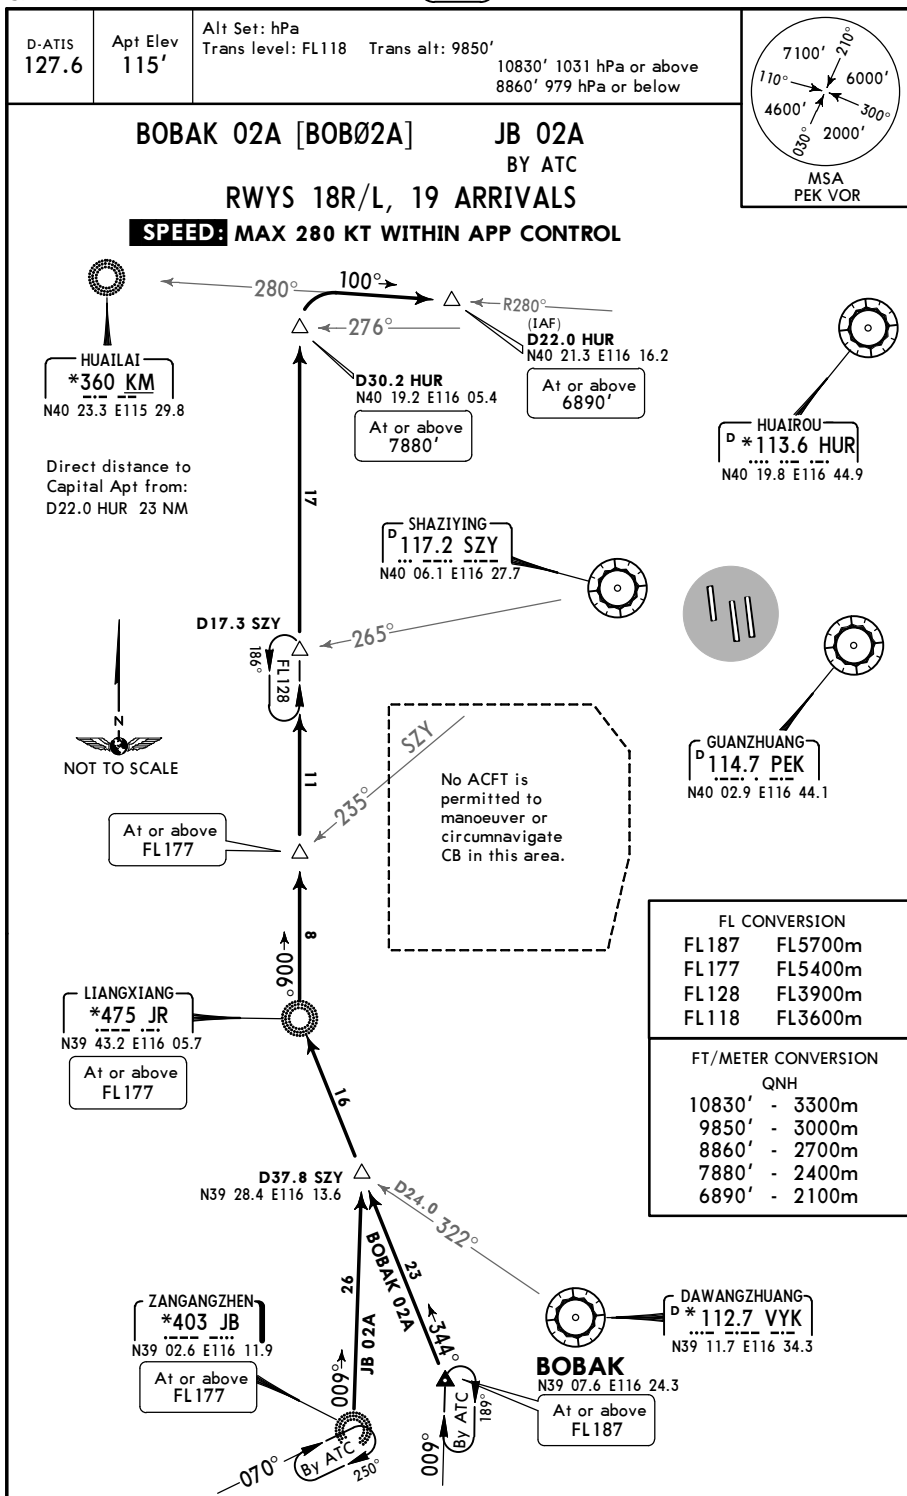 D-ATIS
127.6
Apt Elev
115'
Alt Set: hPa
Trans level: FL118 Trans alt: 9850'
10830' 1031 hPa or above
8860' 979 hPa or below
7100'
210°
110°
6000'
4600'
300°
030°
2000'
MSA
PEK VOR
BOBAK 02A [BOBØ2A] JB 02A
BY ATC
RWYS 18R/L, 19 ARRIVALS
SPEED: MAX 280 KT WITHIN APP CONTROL
280°
100°
R280°
276°
(IAF)
D22.0 HUR
N40 21.3 E116 16.2
At or above
6890'
HUAILAI
*360 KM
N40 23.3 E115 29.8
D30.2 HUR
N40 19.2 E116 05.4
At or above
7880'
HUAIROU
D *113.6 HUR
N40 19.8 E116 44.9
Direct distance to
Capital Apt from:
D22.0 HUR 23 NM
17
SHAZIYING
D 117.2 SZY
N40 06.1 E116 27.7
D17.3 SZY
265°
186°
FL128
N
NOT TO SCALE
SZY
235°
11
No ACFT is
permitted to
manoeuver or
circumnavigate
CB in this area.
GUANZHUANG
D 114.7 PEK
N40 02.9 E116 44.1
At or above
FL177
8
006°
LIANGXIANG
*475 JR
N39 43.2 E116 05.7
At or above
FL177
FL CONVERSION
FL187 FL5700m
FL177 FL5400m
FL128 FL3900m
FL118 FL3600m
FT/METER CONVERSION
QNH
10830' - 3300m
9850' - 3000m
8860' - 2700m
7880' - 2400m
6890' - 2100m
16
D37.8 SZY
N39 28.4 E116 13.6
D24.0
322°
26
JB 02A
BOBAK 02A
23
344°
ZANGANGZHEN
*403 JB
N39 02.6 E116 11.9
At or above
FL177
009°
DAWANGZHUANG
D * 112.7 VYK
N39 11.7 E116 34.3
BOBAK
N39 07.6 E116 24.3
At or above
FL187
By ATC
189°
009°
By ATC
070°
250°